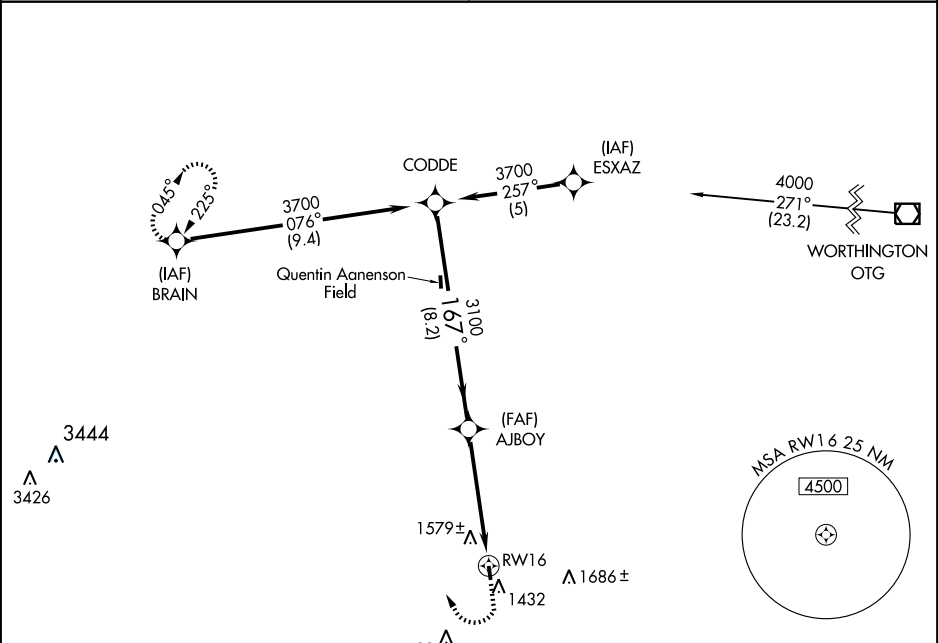 (IAF)
ESXAZ
CODDE
3700
257°
(5)
4000
271°
(23.2)
WORTHINGTON
OTG
045°
225°
3700
076°
(9.4)
(IAF)
BRAIN
Quentin Aanenson
Field
3100
167°
(8.2)
(FAF)
AJBOY
3444
3426
MSA RW16 25 NM
4500
1579±
RW16
1686±
1432